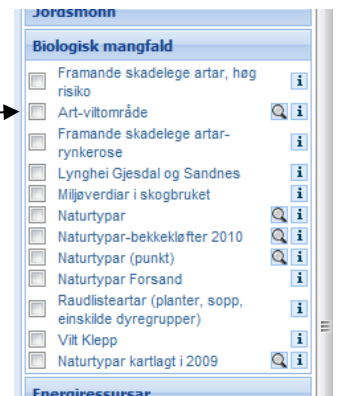 Jordsmonn
Biologisk mangfald
Framande skadelege artar, høg
risiko
Art-viltområde
Framande skadelege artar-
rynkerose
Lynghei Gjesdal og Sandnes
Miljøverdiar i skogbruket
Naturtypar
Naturtypar-bekkekløfter 2010
Naturtypar (punkt)
Naturtypar Forsand
Raudlisteartar (planter, sopp,
einskilde dyregrupper)
Vilt Klepp
Naturtypar kartlagt i 2009
Energiressursar